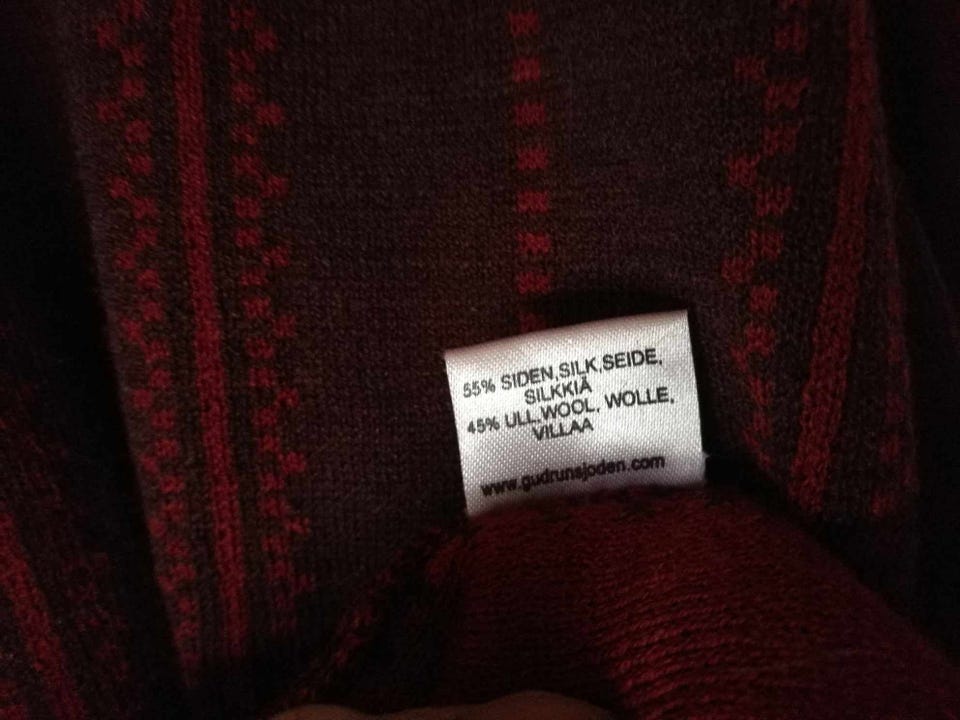 55% SIDEN,SILK,SEIDE,
SILKKIÄ
45% ULL,WOOL, WOLLE,
VILLAA
www.gudrunsjoden.com